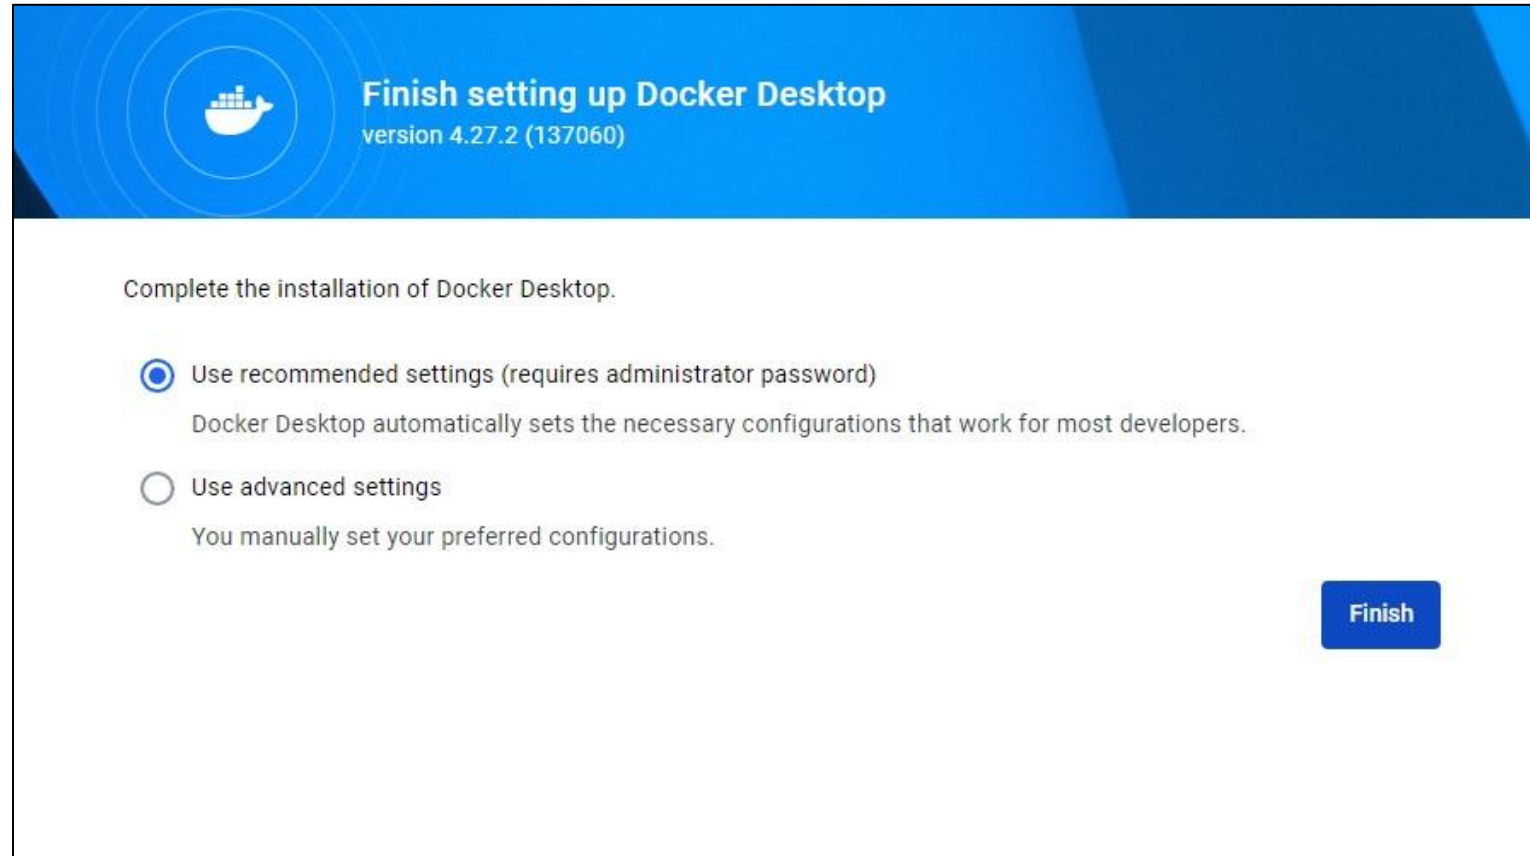 Finish setting up Docker Desktop
version 4.27.2 (137060)
Complete the installation of Docker Desktop.
Use recommended settings (requires administrator password)
Docker Desktop automatically sets the necessary configurations that work for most developers.
Use advanced settings
You manually set your preferred configurations.
Finish